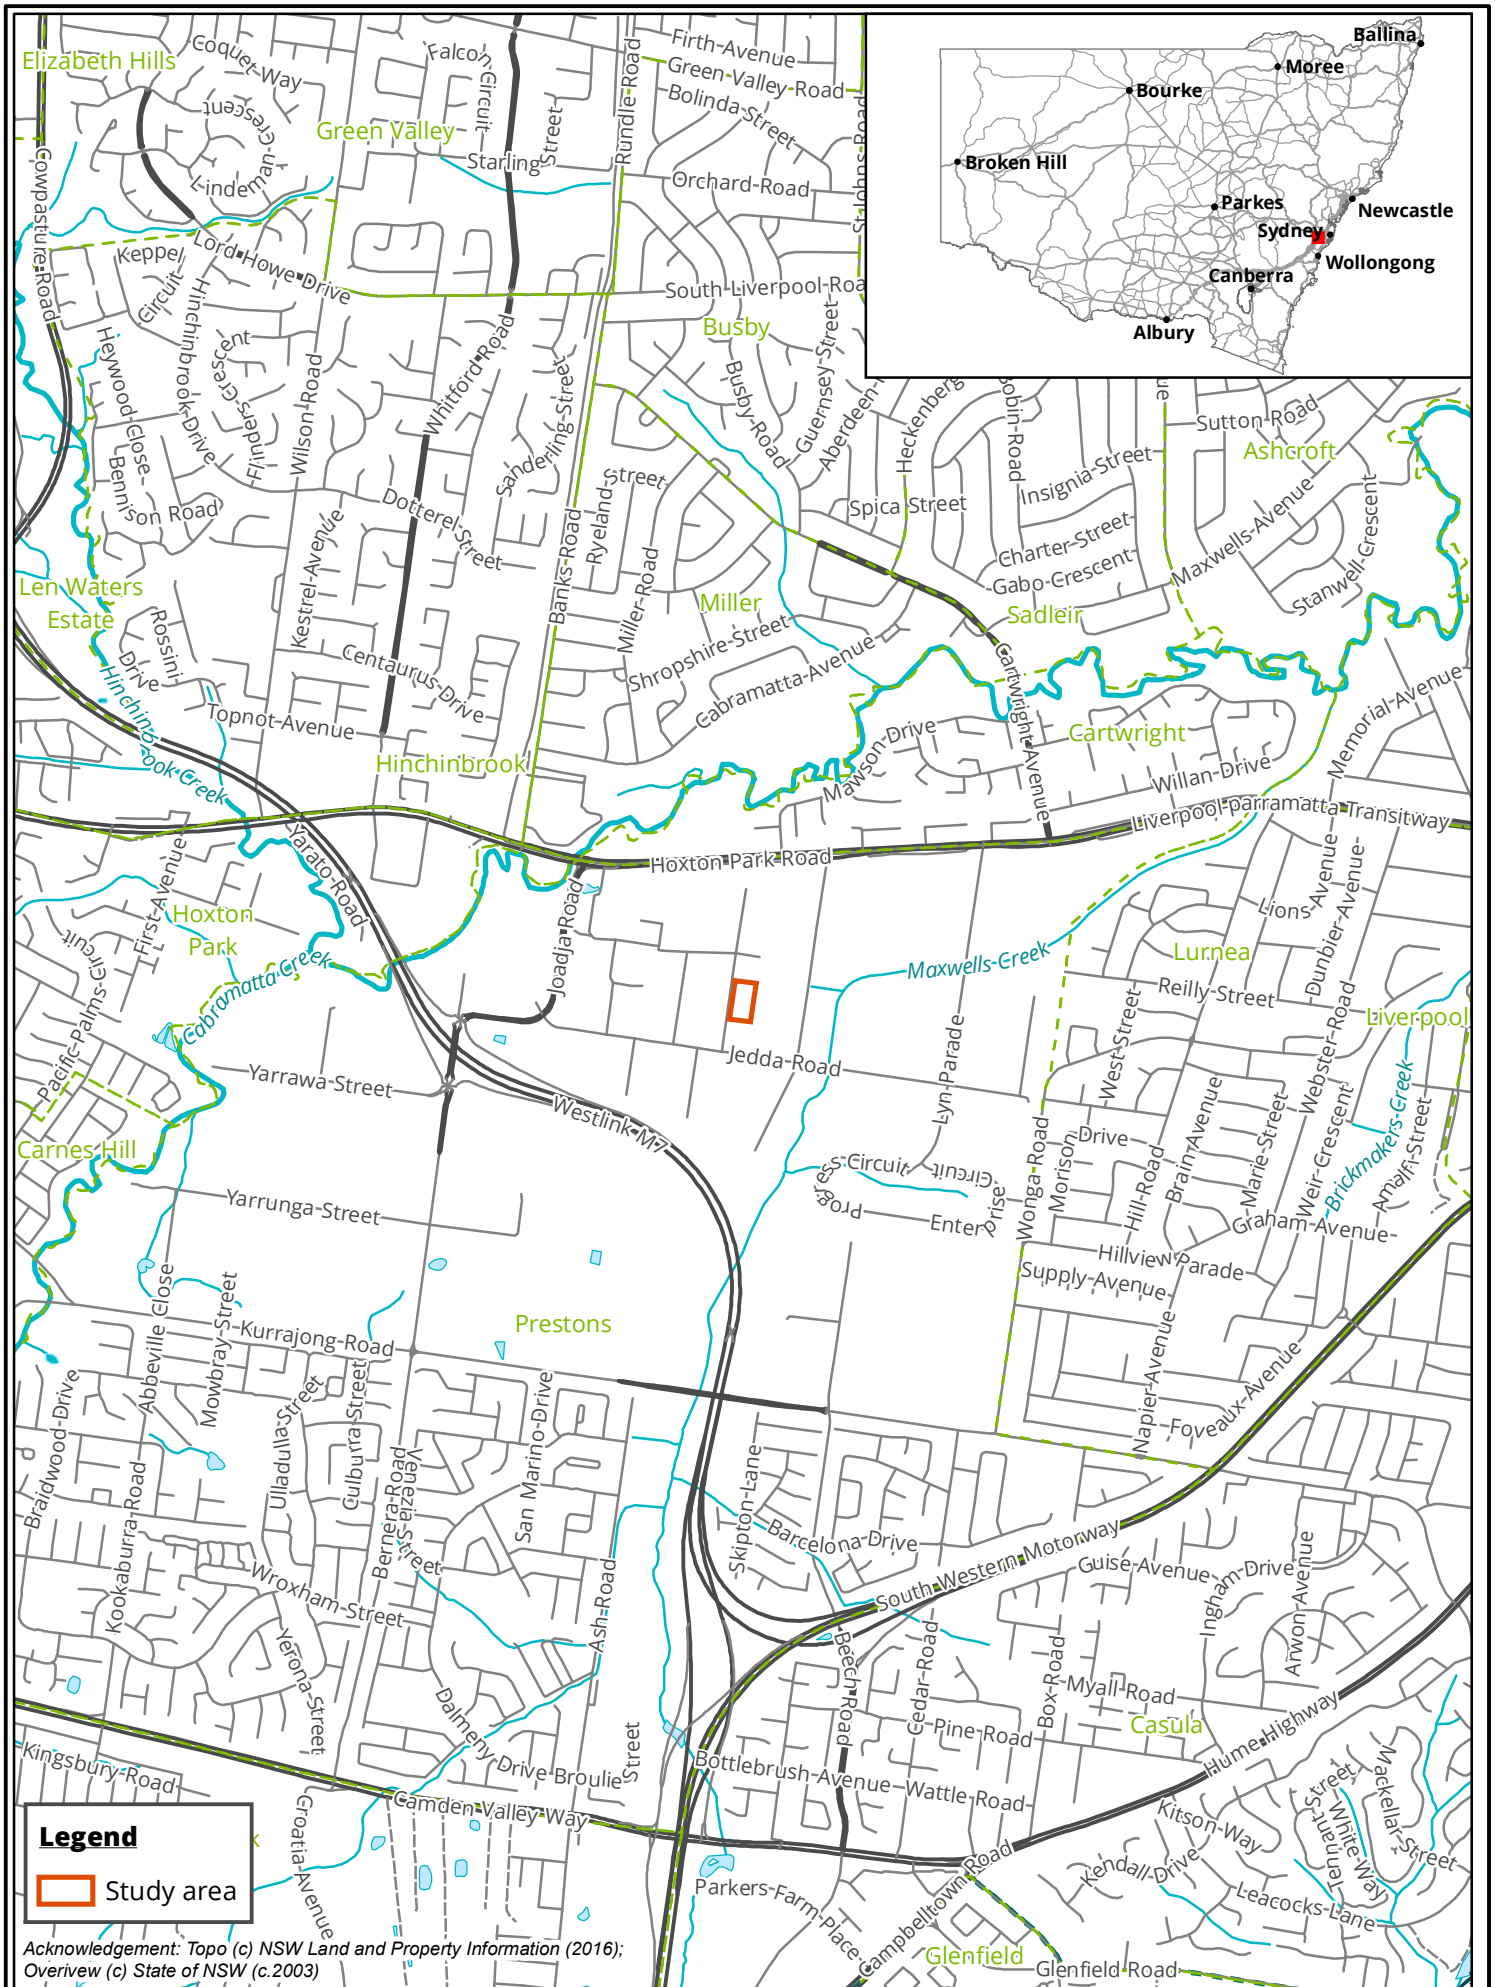 Elizabeth Hills
Coquet Way
Falcon Circuit
Rundle Road
Firth Avenue
Green Valley Road
Bolinda Street
Lindeman Crescent
Green Valley
Starling Street
Orchard Road
St Johns Road
Cowpasture Road
Keppel Circuit
Lord Howe Drive
South Liverpool Roa
Busby
Hinchinbrook Drive
Heywood Close
Flinders Crescent
Wilson Road
Whitford Road
Sanderling Street
Busby Road
Guernsey Street
Aberdeen
Heckenberg
obin Road
ue
Sutton Road
Ashcroft
Bennison Road
Dotterel Street
Ryeland Street
Spica Street
Insignia Street
Maxwells Avenue
Stanwell Crescent
Charter Street
Gabo Crescent
Kestrel Avenue
Banks Road
Miller Road
Miller
Sadleir
Len Waters
Estate
Rossini Drive
Centaurus Drive
Shropshire Street
Cabramatta Avenue
Cartwright Avenue
Hinchinbrook Creek
Topnot Avenue
Hinchinbrook
Mawson Drive
Cartwright
Willan Drive
Memorial Avenue
Liverpool-parramatta Transitway
Hoxton Park Road
Yarato Road
First Avenue
Hoxton
Park
Joadja Road
Lions Avenue
Dunbier Avenue
Lurnea
Maxwells Creek
Cabramatta Creek
Pacific Palms Circuit
Reilly Street
Webster Road
Liverpool
Jedda Road
Lyn Parade
West Street
Yarrawa Street
Westlink M7
Carnes Hill
Progress Circuit
Enterprise Circuit
Wonga Road
Morison Drive
Hill Road
Brain Avenue
Marie Street
Weir Crescent
Brickmakers Creek
Amalfi Street
Yarrunga Street
Graham Avenue
Hillview Parade
Supply Avenue
Abbeville Close
Mowbray Street
Kurrajong Road
Prestons
Napier Avenue
Foveaux Avenue
Braidwood Drive
Kookaburra Road
Ulladulla Street
Culburra Street
Bernera Road
Venezia Street
San Marino Drive
Skipton Lane
Barcelona Drive
South Western Motorway
Guise Avenue
Ingham Drive
Anwon Avenue
Wroxham Street
Yerona Street
Ash Road
Beech Road
Cedar Road
Box Road
Myall Road
Casula
Pine Road
Dalmeny Drive
Broulie Street
Bottlebrush Avenue
Wattle Road
Hume Highway
Kingsbury Road
Camden Valley Way
Croatia Avenue
Parkers Farm Place
Campbelltown Road
Kitson Way
Kendall Drive
Tennant Street
White Way
Mackellar Street
Leacocks Lane
Glenfield
Glenfield Road
k
Ballina
Moree
Bourke
Broken Hill
Parkes
Newcastle
Sydney
Wollongong
Canberra
Albury
Legend
Study area
Acknowledgement: Topo (c) NSW Land and Property Information (2016);
Overivew (c) State of NSW (c.2003)